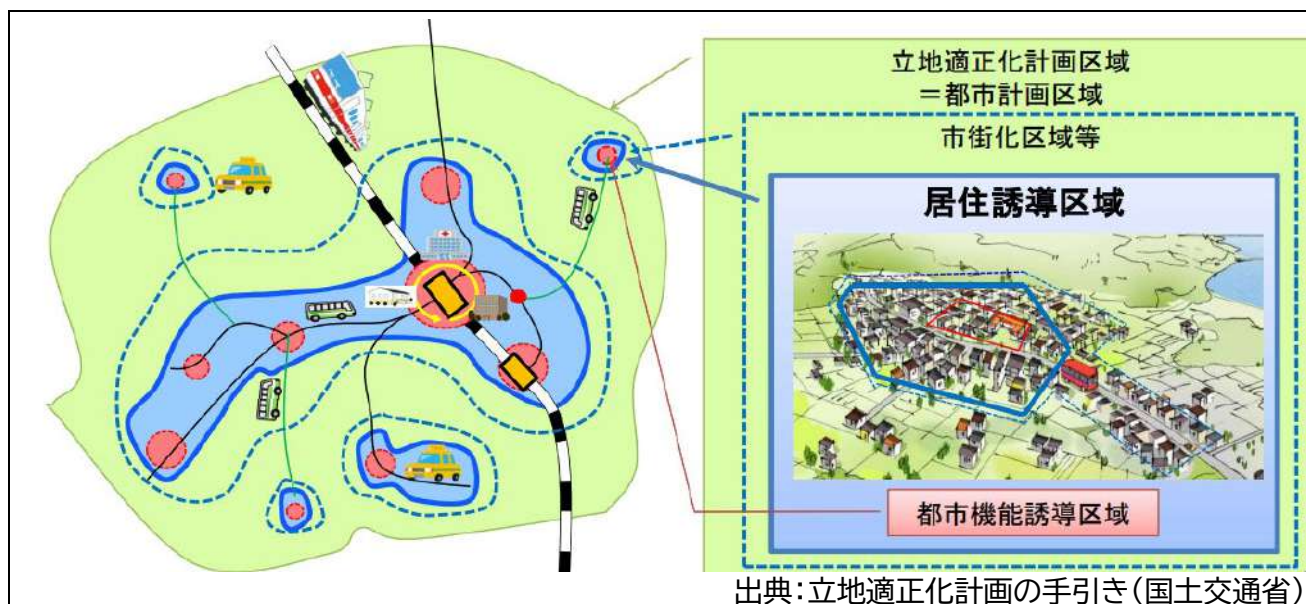 立地適正化計画区域
＝都市計画区域
市街化区域等
居住誘導区域
都市機能誘導区域
出典：立地適正化計画の手引き（国土交通省）